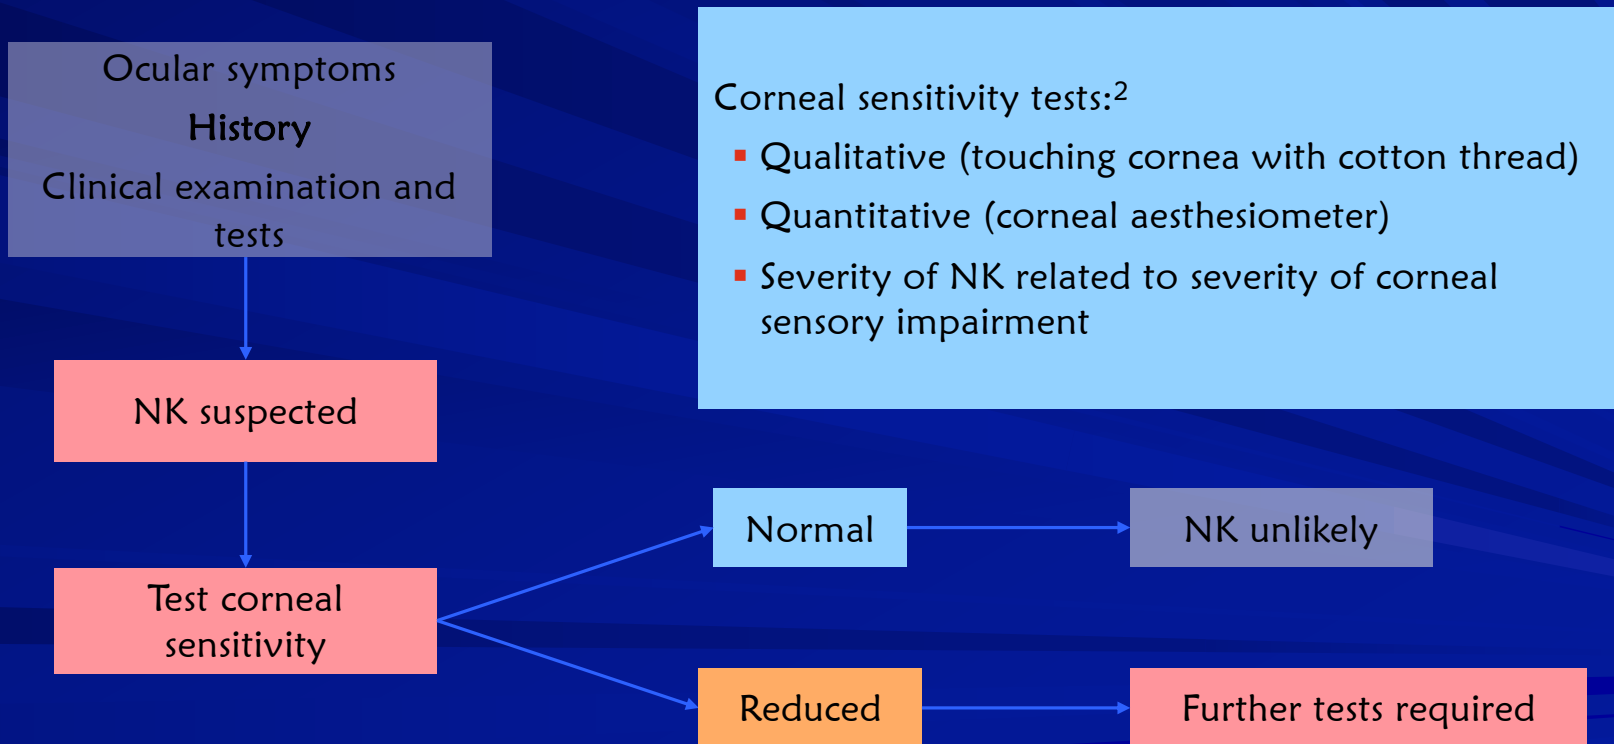 Ocular symptoms
History
Clinical examination and
tests
Corneal sensitivity tests:²
▪ Qualitative (touching cornea with cotton thread)
▪ Quantitative (corneal aesthesiometer)
▪ Severity of NK related to severity of corneal
sensory impairment
NK suspected
Test corneal
sensitivity
Normal
NK unlikely
Reduced
Further tests required